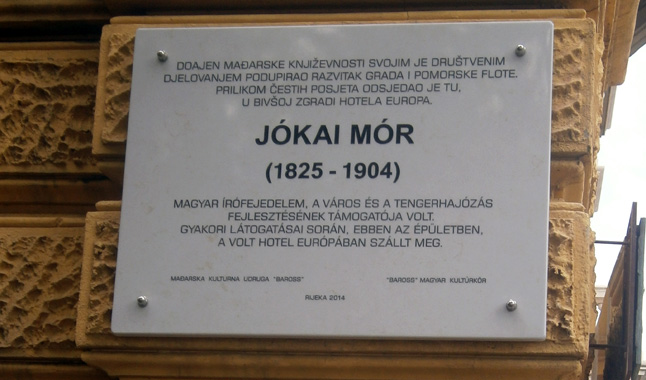 DOAJEN MAĐARSKE KNJIŽEVNOSTI SVOJIM JE DRUŠTVENIM
DJELOVANJEM PODUPIRAO RAZVITAK GRADA I POMORSKE FLOTE.
PRILIKOM ČESTIH POSJETA ODSJEDAO JE TU,
U BIVŠOJ ZGRADI HOTELA EUROPA.
JÓKAI MÓR
(1825 - 1904)
MAGYAR ÍRÓFEJEDELEM, A VÁROS ÉS A TENGERHAJÓZÁS
FEJLESZTÉSÉNEK TÁMOGATÓJA VOLT.
GYAKORI LÁTOGATÁSAI SORÁN, EBBEN AZ ÉPÜLETBEN,
A VOLT HOTEL EURÓPÁBAN SZÁLLT MEG.
MAĐARSKA KULTURNA UDRUGA "BAROSS" "BAROSS" MAGYAR KULTÚRKÖR
RIJEKA 2014